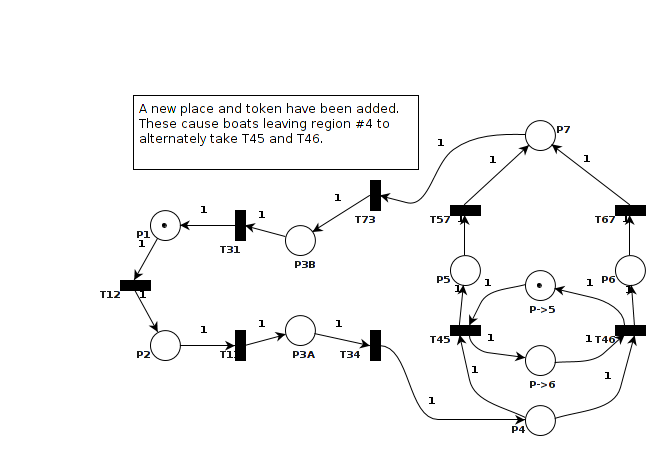 A new place and token have been added.
These cause boats leaving region #4 to
alternately take T45 and T46.
P7
1
1
1
T73
T57
1
T67
1
1
1
1
P1
1
T31
P3B
P5
1
1
P6
1
1
T12
1
P->5
1
1
1
T45
1
1
T46
P2
T1
P3A
T34
P->6
1
1
1
P4